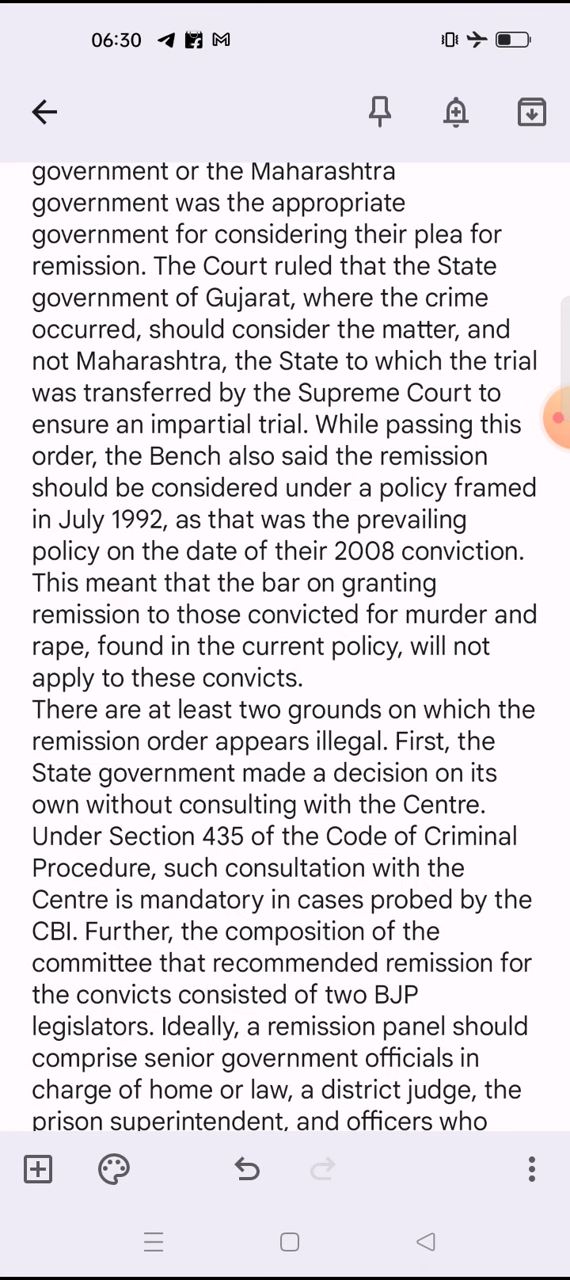 06:30
government or the Maharashtra
government was the appropriate
government for considering their plea for
remission. The Court ruled that the State
government of Gujarat, where the crime
occurred, should consider the matter, and
not Maharashtra, the State to which the trial
was transferred by the Supreme Court to
ensure an impartial trial. While passing this
order, the Bench also said the remission
should be considered under a policy framed
in July 1992, as that was the prevailing
policy on the date of their 2008 conviction.
This meant that the bar on granting
remission to those convicted for murder and
rape, found in the current policy, will not
apply to these convicts.
There are at least two grounds on which the
remission order appears illegal. First, the
State government made a decision on its
own without consulting with the Centre.
Under Section 435 of the Code of Criminal
Procedure, such consultation with the
Centre is mandatory in cases probed by the
CBI. Further, the composition of the
committee that recommended remission for
the convicts consisted of two BJP
legislators. Ideally, a remission panel should
comprise senior government officials in
charge of home or law, a district judge, the
prison superintendent, and officers who